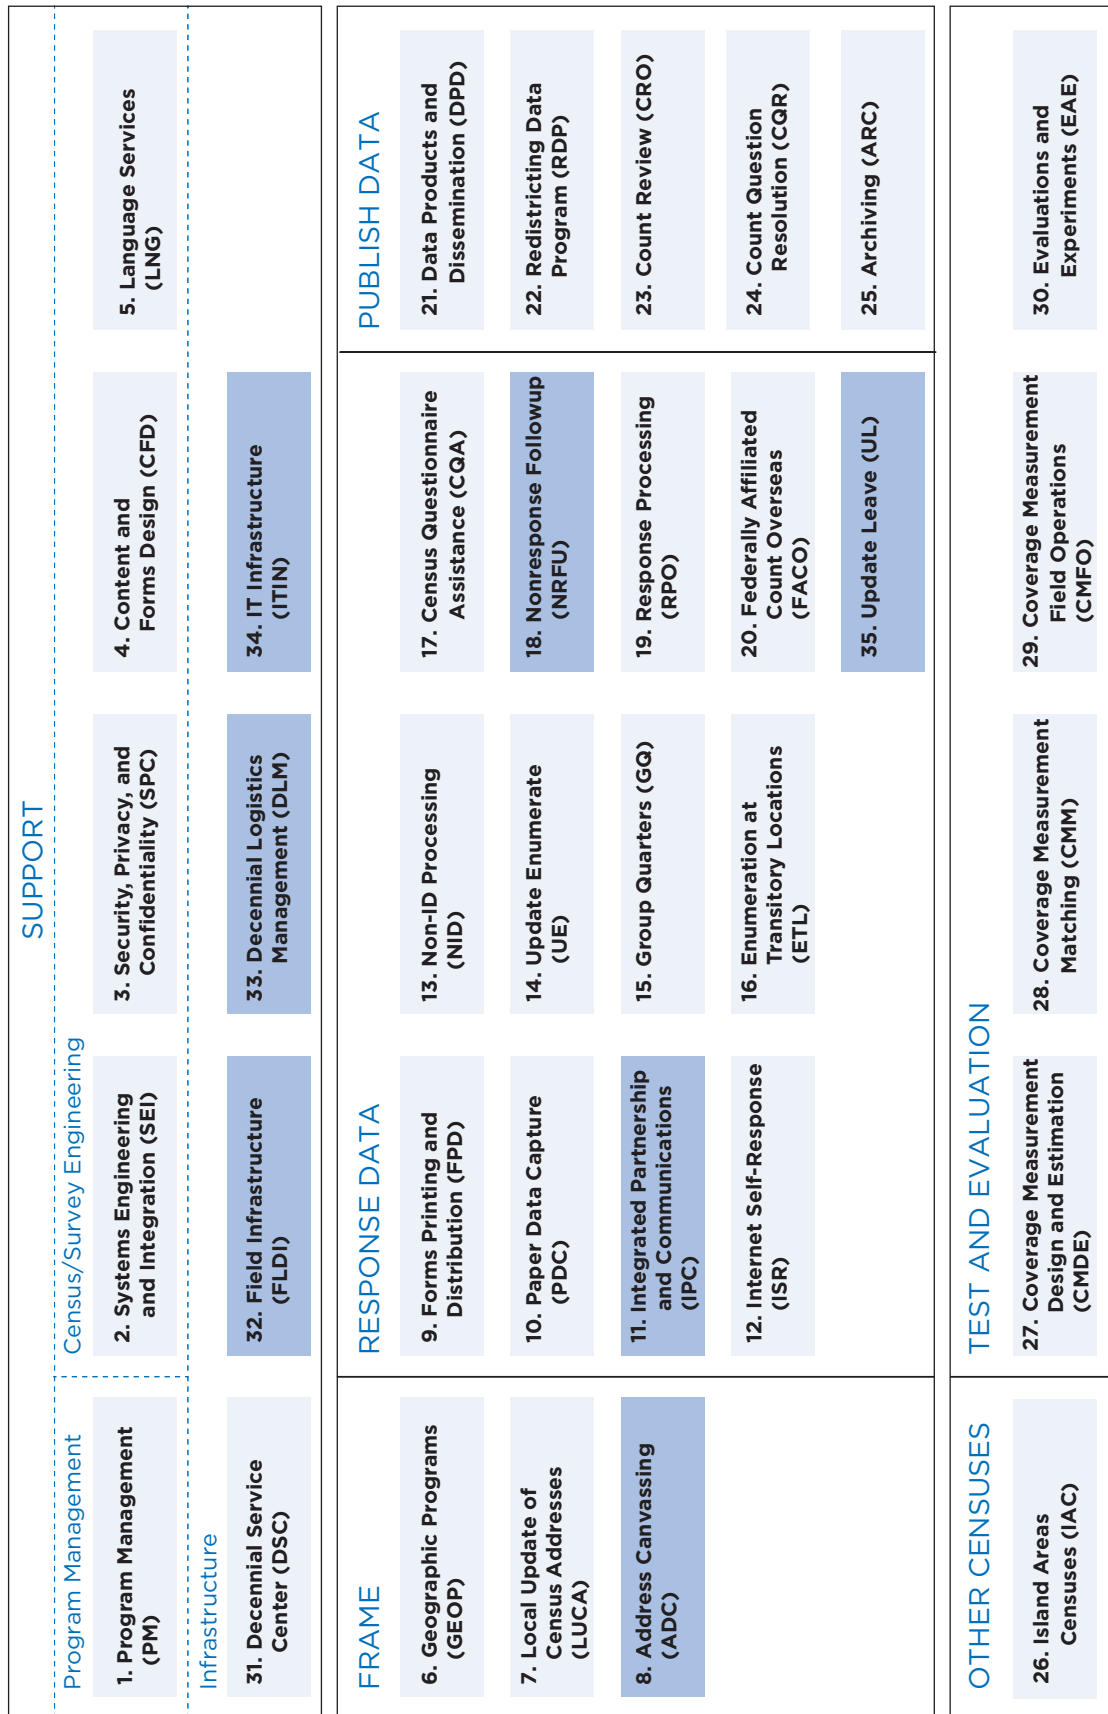 SUPPORT
Program Management
1. Program Management
(PM)
Census/Survey Engineering
2. Systems Engineering
and Integration (SEI)
3. Security, Privacy, and
Confidentiality (SPC)
4. Content and
Forms Design (CFD)
5. Language Services
(LNG)
Infrastructure
31. Decennial Service
Center (DSC)
32. Field Infrastructure
(FLDI)
33. Decennial Logistics
Management (DLM)
34. IT Infrastructure
(ITIN)
FRAME
6. Geographic Programs
(GEOP)
7. Local Update of
Census Addresses
(LUCA)
8. Address Canvassing
(ADC)
RESPONSE DATA
9. Forms Printing and
Distribution (FPD)
10. Paper Data Capture
(PDC)
11. Integrated Partnership
and Communications
(IPC)
12. Internet Self-Response
(ISR)
13. Non-ID Processing
(NID)
14. Update Enumerate
(UE)
15. Group Quarters (GQ)
16. Enumeration at
Transitory Locations
(ETL)
17. Census Questionnaire
Assistance (CQA)
18. Nonresponse Followup
(NRFU)
19. Response Processing
(RPO)
20. Federally Affiliated
Count Overseas
(FACO)
35. Update Leave (UL)
PUBLISH DATA
21. Data Products and
Dissemination (DPD)
22. Redistricting Data
Program (RDP)
23. Count Review (CRO)
24. Count Question
Resolution (CQR)
25. Archiving (ARC)
OTHER CENSUSES
26. Island Areas
Censuses (IAC)
TEST AND EVALUATION
27. Coverage Measurement
Design and Estimation
(CMDE)
28. Coverage Measurement
Matching (CMM)
29. Coverage Measurement
Field Operations
(CMFO)
30. Evaluations and
Experiments (EAE)